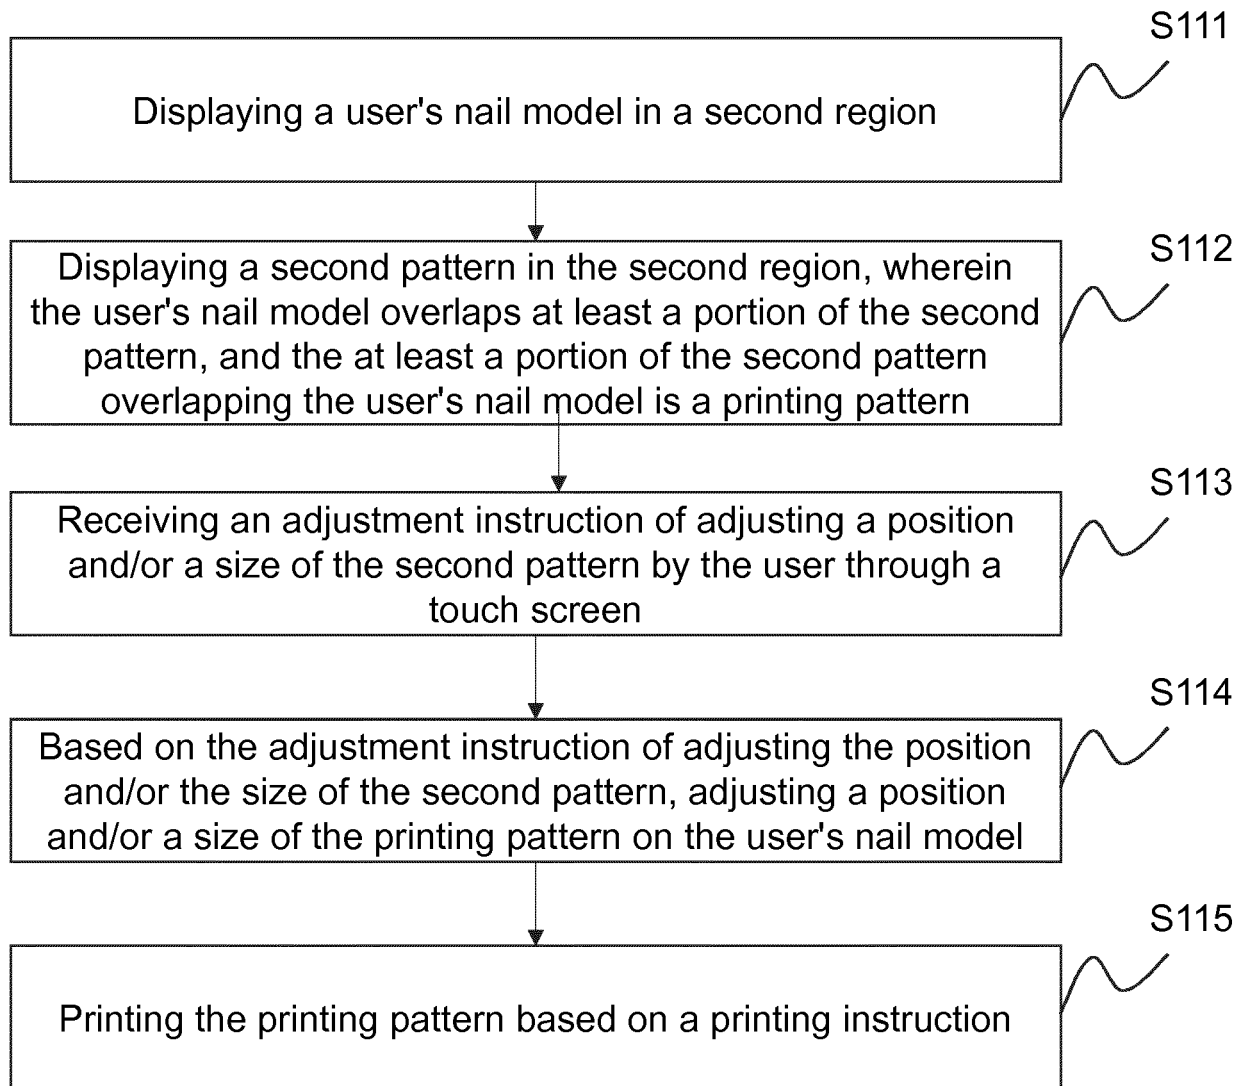 S111
Displaying a user's nail model in a second region
S112
Displaying a second pattern in the second region, wherein
the user's nail model overlaps at least a portion of the second
pattern, and the at least a portion of the second pattern
overlapping the user's nail model is a printing pattern
S113
Receiving an adjustment instruction of adjusting a position
and/or a size of the second pattern by the user through a
touch screen
S114
Based on the adjustment instruction of adjusting the position
and/or the size of the second pattern, adjusting a position
and/or a size of the printing pattern on the user's nail model
S115
Printing the printing pattern based on a printing instruction